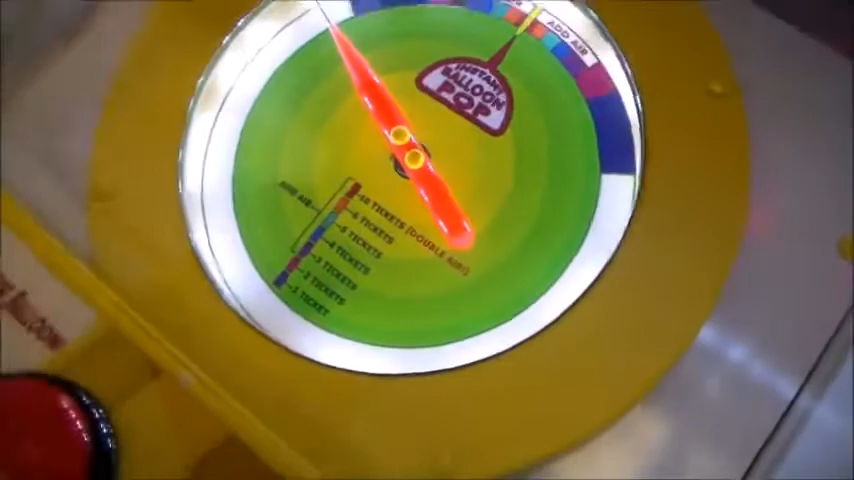 ADD AIR
INSTANT
BALLOON
POP
ADD AIR
-10 TICKETS (DOUBLE AIR)
-6 TICKETS
-5 TICKETS
-4 TICKETS
-3 TICKETS
-2 TICKETS
-1 TICKET
BALLOON